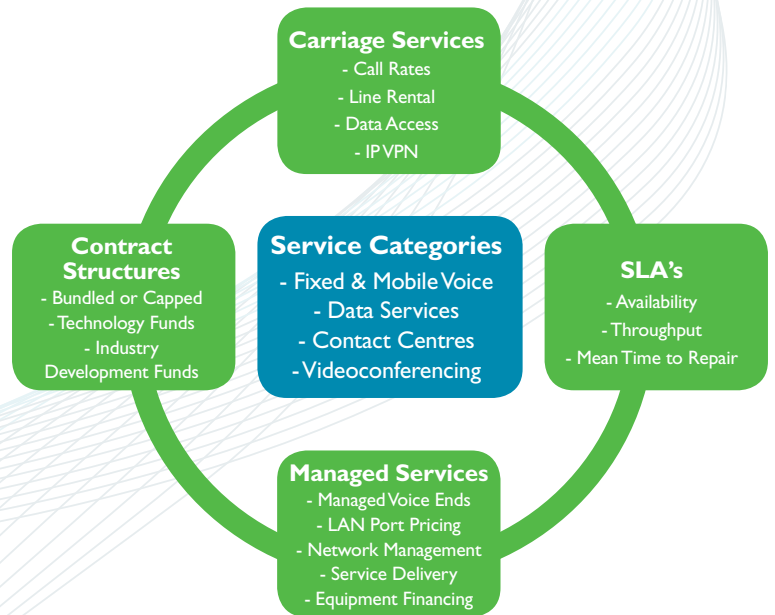 Carriage Services
- Call Rates
- Line Rental
- Data Access
- IP VPN
Contract
Structures
- Bundled or Capped
- Technology Funds
- Industry
Development Funds
Service Categories
- Fixed & Mobile Voice
- Data Services
- Contact Centres
- Videoconferencing
SLA's
- Availability
- Throughput
- Mean Time to Repair
Managed Services
- Managed Voice Ends
- LAN Port Pricing
- Network Management
- Service Delivery
- Equipment Financing